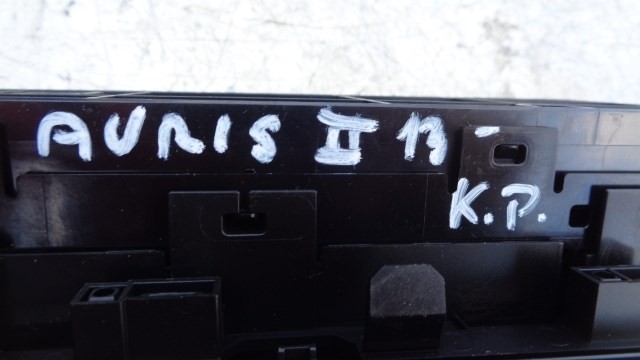 AURIS II 13 -
K.P.